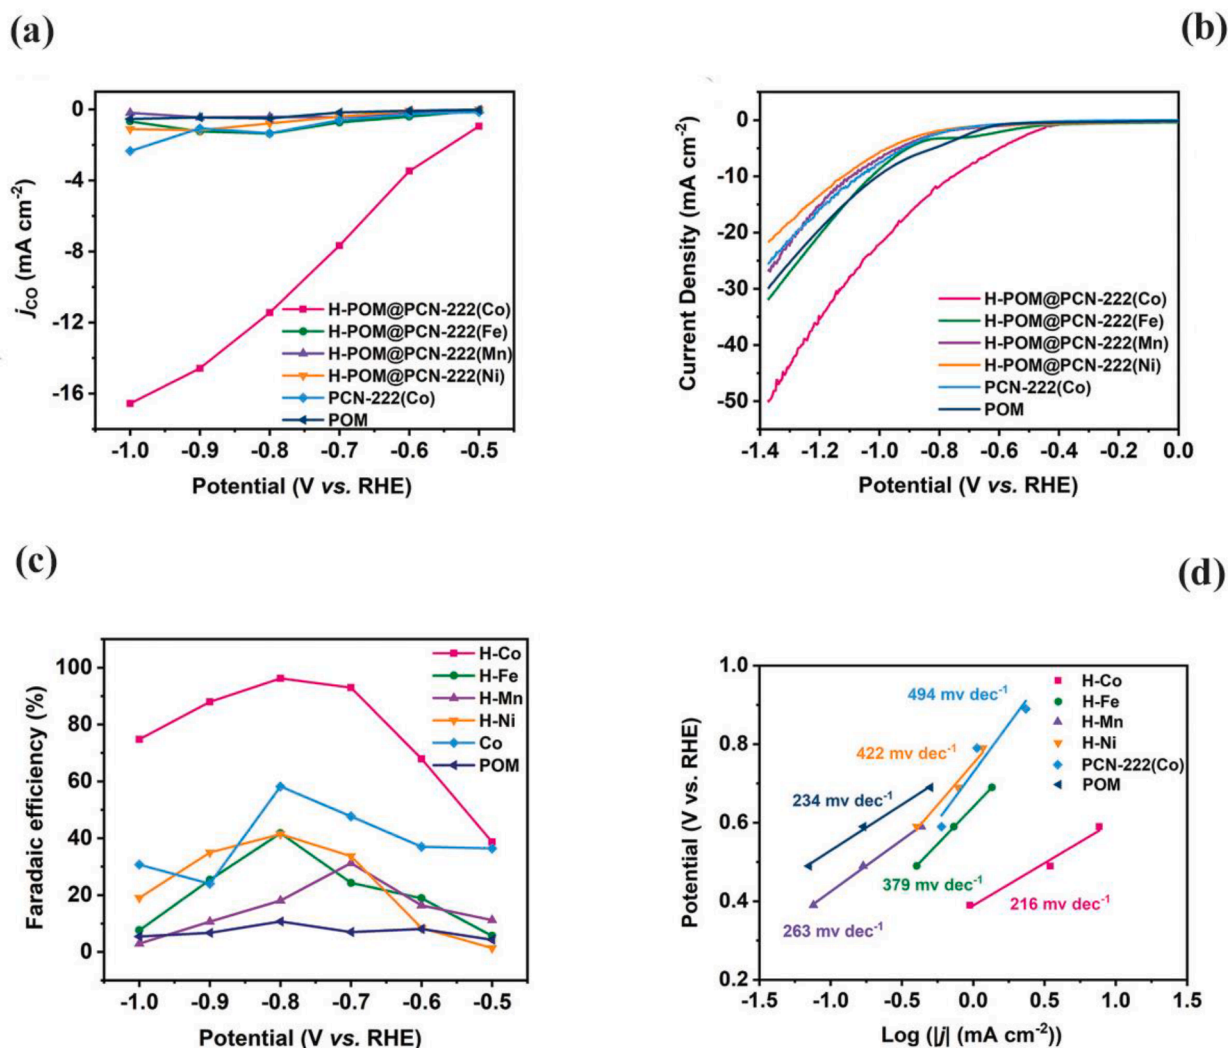 (a)
0
-4
-8
-12
-16
j_CO (mA cm⁻²)
H-POM@PCN-222(Co)
H-POM@PCN-222(Fe)
H-POM@PCN-222(Mn)
H-POM@PCN-222(Ni)
PCN-222(Co)
POM
-1.0 -0.9 -0.8 -0.7 -0.6 -0.5
Potential (V vs. RHE)
(b)
0
-10
-20
-30
-40
-50
Current Density (mA cm⁻²)
H-POM@PCN-222(Co)
H-POM@PCN-222(Fe)
H-POM@PCN-222(Mn)
H-POM@PCN-222(Ni)
PCN-222(Co)
POM
-1.4 -1.2 -1.0 -0.8 -0.6 -0.4 -0.2 0.0
Potential (V vs. RHE)
(c)
100
80
60
40
20
0
Faradaic efficiency (%)
H-Co
H-Fe
H-Mn
H-Ni
Co
POM
-1.0 -0.9 -0.8 -0.7 -0.6 -0.5
Potential (V vs. RHE)
(d)
1.0
0.8
0.6
0.4
0.2
Potential (V vs. RHE)
494 mv dec⁻¹
422 mv dec⁻¹
234 mv dec⁻¹
379 mv dec⁻¹
263 mv dec⁻¹
216 mv dec⁻¹
H-Co
H-Fe
H-Mn
H-Ni
PCN-222(Co)
POM
-1.5 -1.0 -0.5 0.0 0.5 1.0 1.5
Log (|j| (mA cm⁻²))